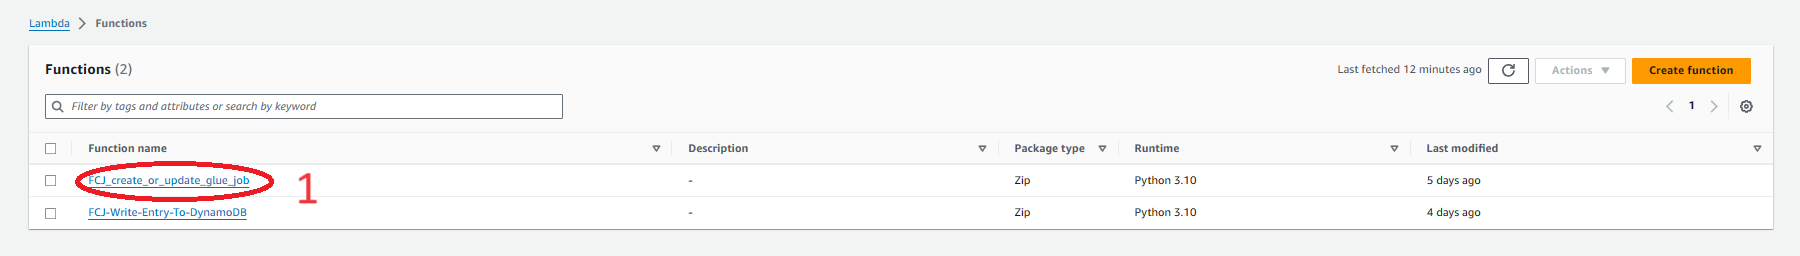 Lambda > Functions
Functions (2)
Last fetched 12 minutes ago
Actions
Create function
Filter by tags and attributes or search by keyword
1
Function name Description Package type Runtime Last modified
FCJ_create_or_update_glue_job - Zip Python 3.10 5 days ago
1
FCJ-Write-Entry-To-DynamoDB - Zip Python 3.10 4 days ago